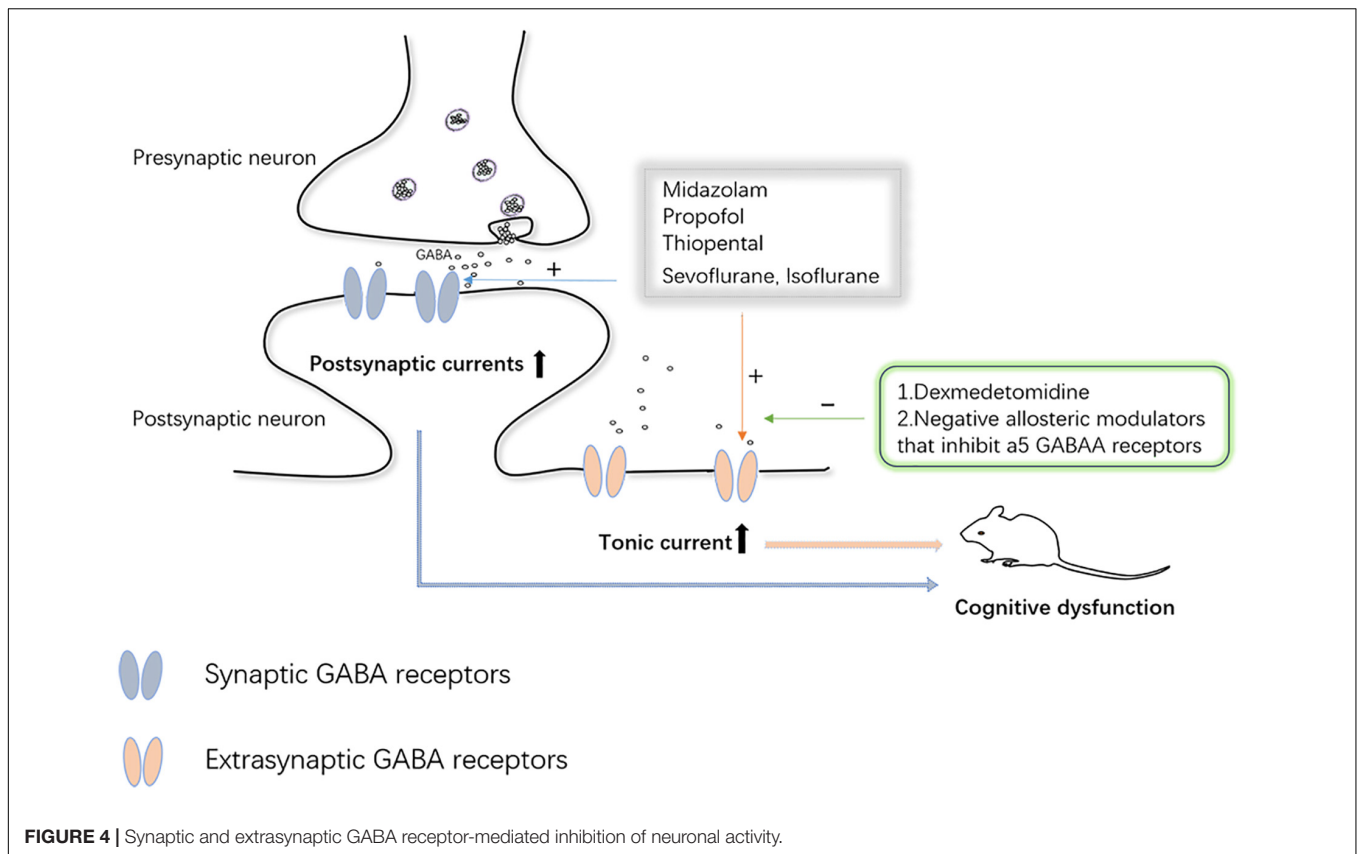 Presynaptic neuron
GABA
+
Midazolam
Propofol
Thiopental
Sevoflurane, Isoflurane
Postsynaptic currents
+
–
1.Dexmedetomidine
2.Negative allosteric modulators
that inhibit a5 GABAA receptors
Postsynaptic neuron
Tonic current
Cognitive dysfunction
Synaptic GABA receptors
Extrasynaptic GABA receptors
FIGURE 4 | Synaptic and extrasynaptic GABA receptor-mediated inhibition of neuronal activity.